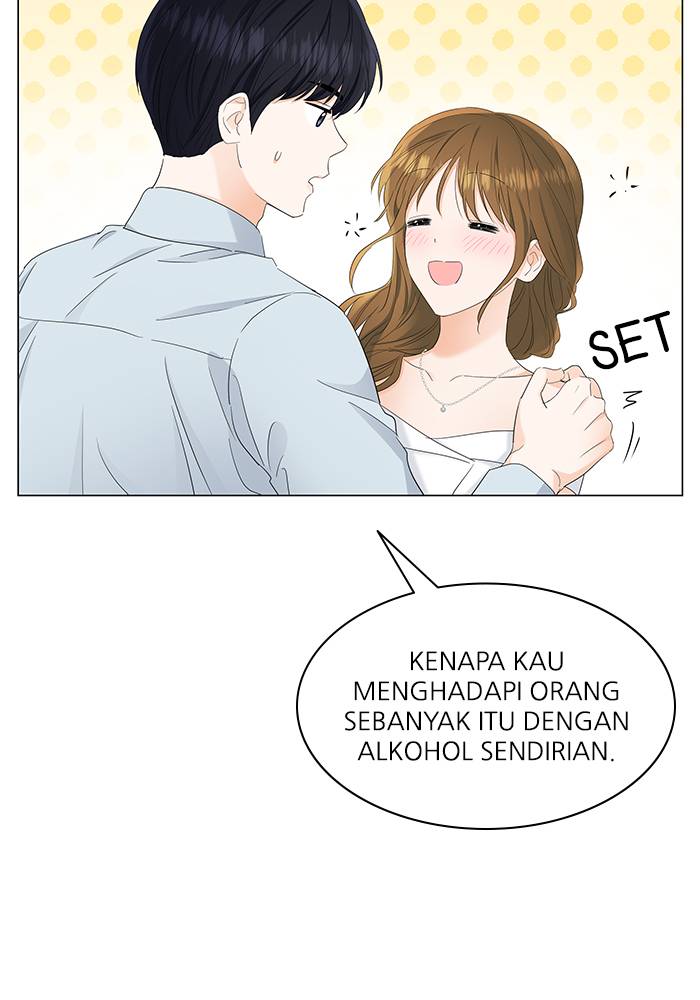 SET
KENAPA KAU
MENGHADAPI ORANG
SEBANYAK ITU DENGAN
ALKOHOL SENDIRIAN.